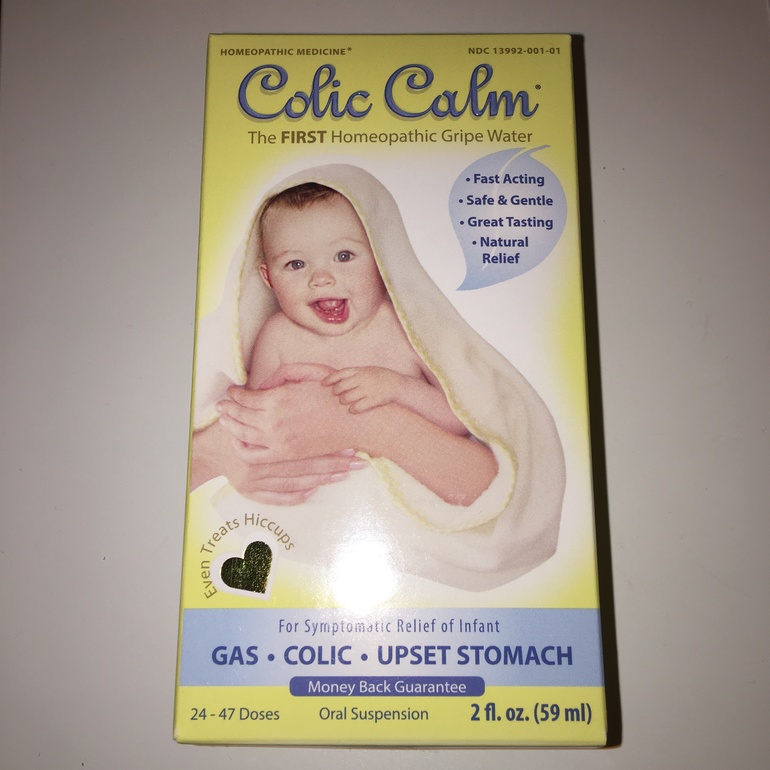 HOMEOPATHIC MEDICINE®
NDC 13992-001-01
Colic Calm®
The FIRST Homeopathic Gripe Water
• Fast Acting
• Safe & Gentle
• Great Tasting
• Natural
Relief
Even Treats Hiccups
For Symptomatic Relief of Infant
GAS • COLIC • UPSET STOMACH
Money Back Guarantee
24 - 47 Doses
Oral Suspension
2 fl. oz. (59 ml)